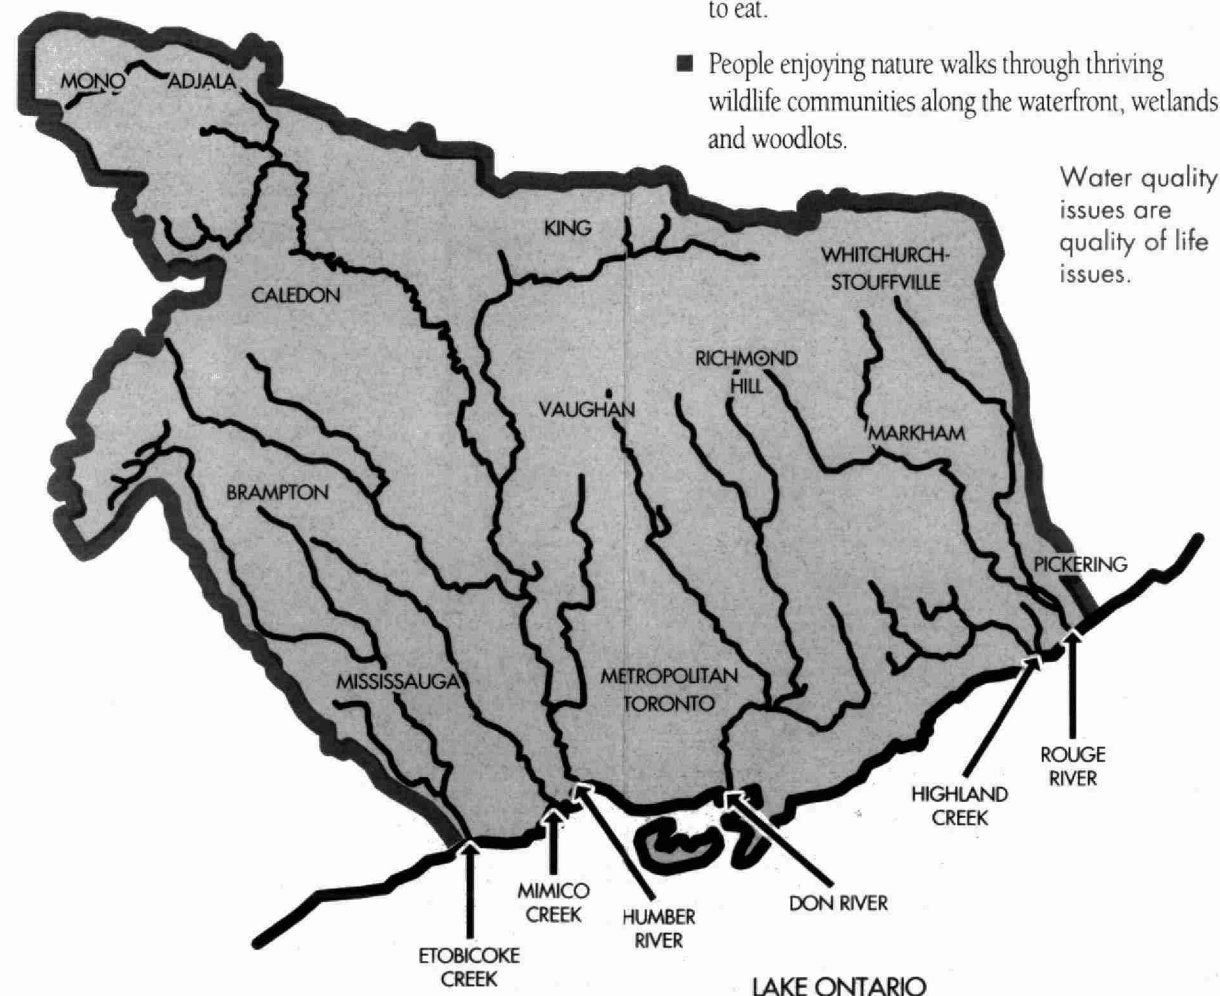 to eat.
■ People enjoying nature walks through thriving
wildlife communities along the waterfront, wetlands
and woodlots.
Water quality
issues are
quality of life
issues.
MONO
ADJALA
KING
WHITCHURCH-
STOUFFVILLE
CALEDON
RICHMOND
HILL
VAUGHAN
MARKHAM
BRAMPTON
PICKERING
MISSISSAUGA
METROPOLITAN
TORONTO
ROUGE
RIVER
HIGHLAND
CREEK
MIMICO
CREEK
HUMBER
RIVER
DON RIVER
ETOBICOKE
CREEK
LAKE ONTARIO